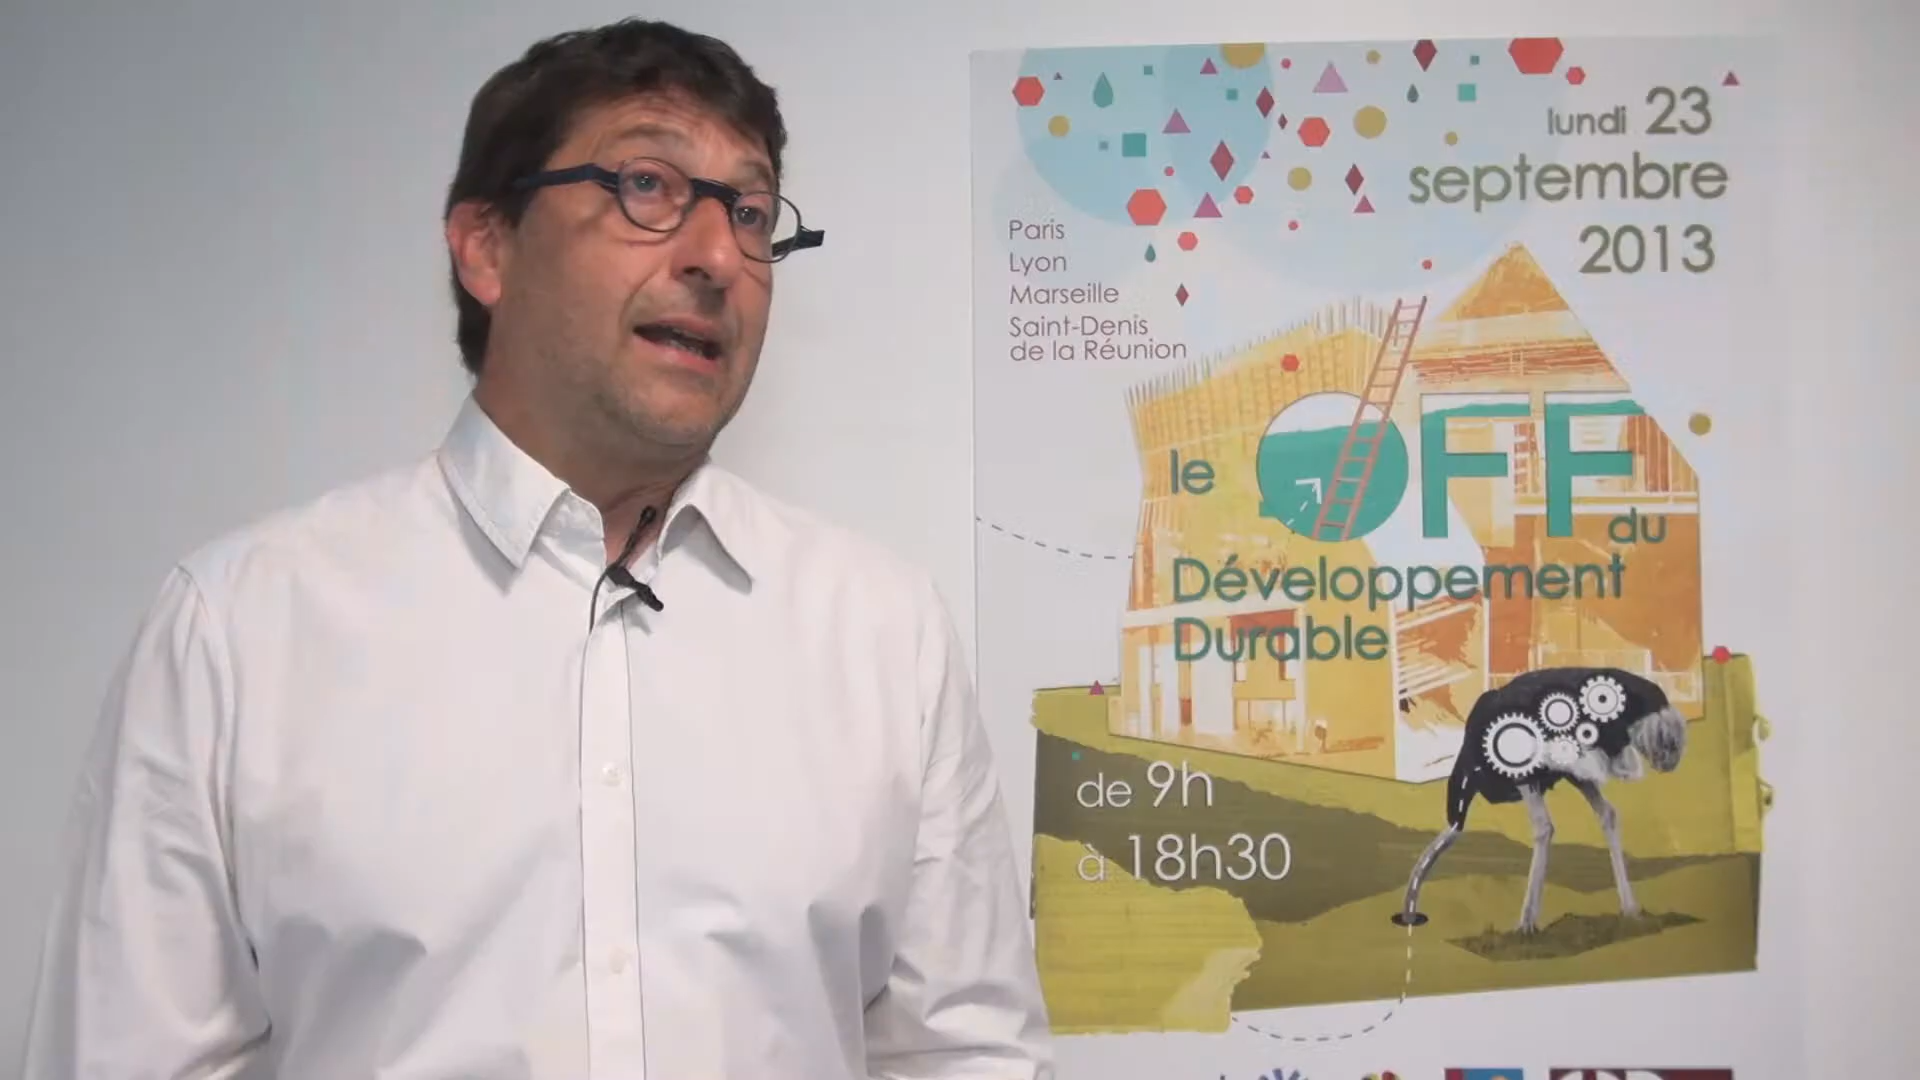 lundi 23
septembre
2013
Paris
Lyon
Marseille
Saint-Denis
de la Réunion
le OFF du
Développement
Durable
de 9h
à 18h30